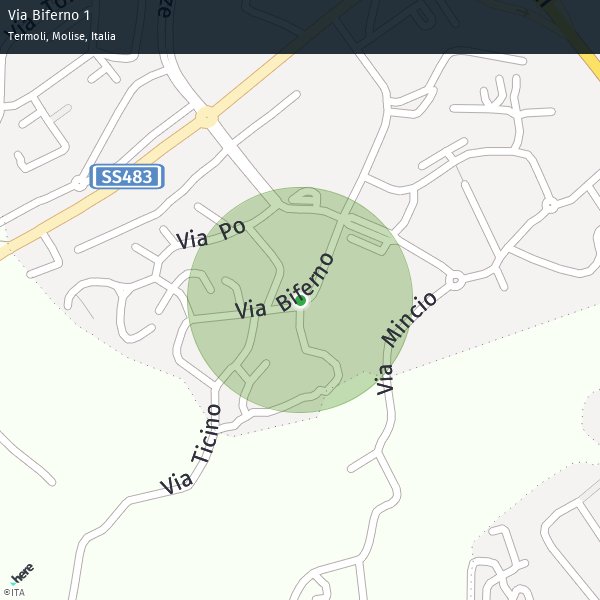 Via Biferno 1
Termoli, Molise, Italia
SS483
Via Po
Via Biferno
Via Mincio
Via Ticino
here
©ITA